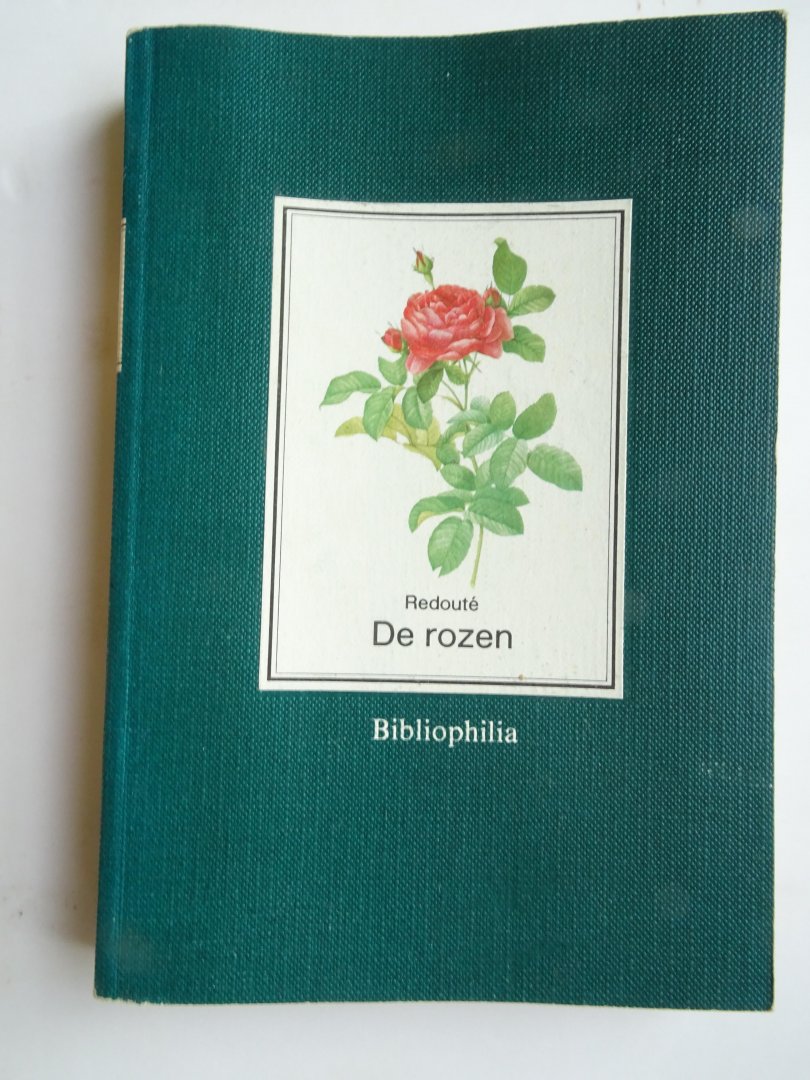 Redouté
De rozen
Bibliophilia